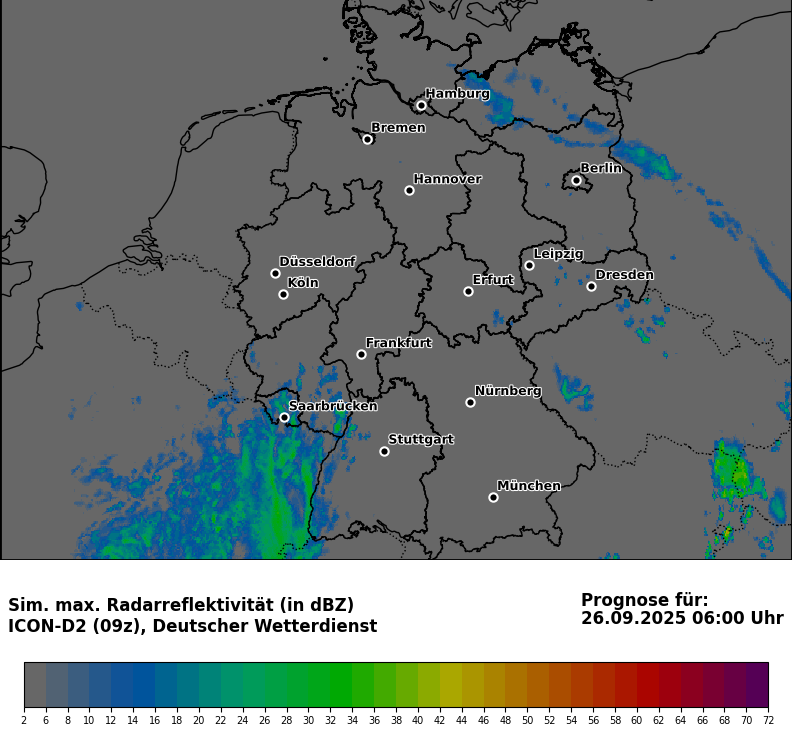 Hamburg
Bremen
Berlin
Hannover
Leipzig
Düsseldorf
Dresden
Erfurt
Köln
Frankfurt
Nürnberg
Saarbrücken
Stuttgart
München
Sim. max. Radarreflektivität (in dBZ)
ICON-D2 (09z), Deutscher Wetterdienst
Prognose für:
26.09.2025 06:00 Uhr
2 6 8 10 12 14 16 18 20 22 24 26 28 30 32 34 36 38 40 42 44 46 48 50 52 54 56 58 60 62 64 66 68 70 72